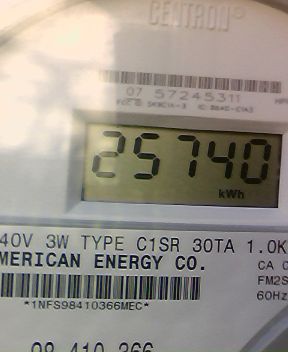 CENTRON®
07 57245311
25740
kWh
40V 3W TYPE C1SR 30TA 1.0K
MERICAN ENERGY CO.
CA 0
FM2S
60Hz
*1NFS98410366MEC*
98 410 366